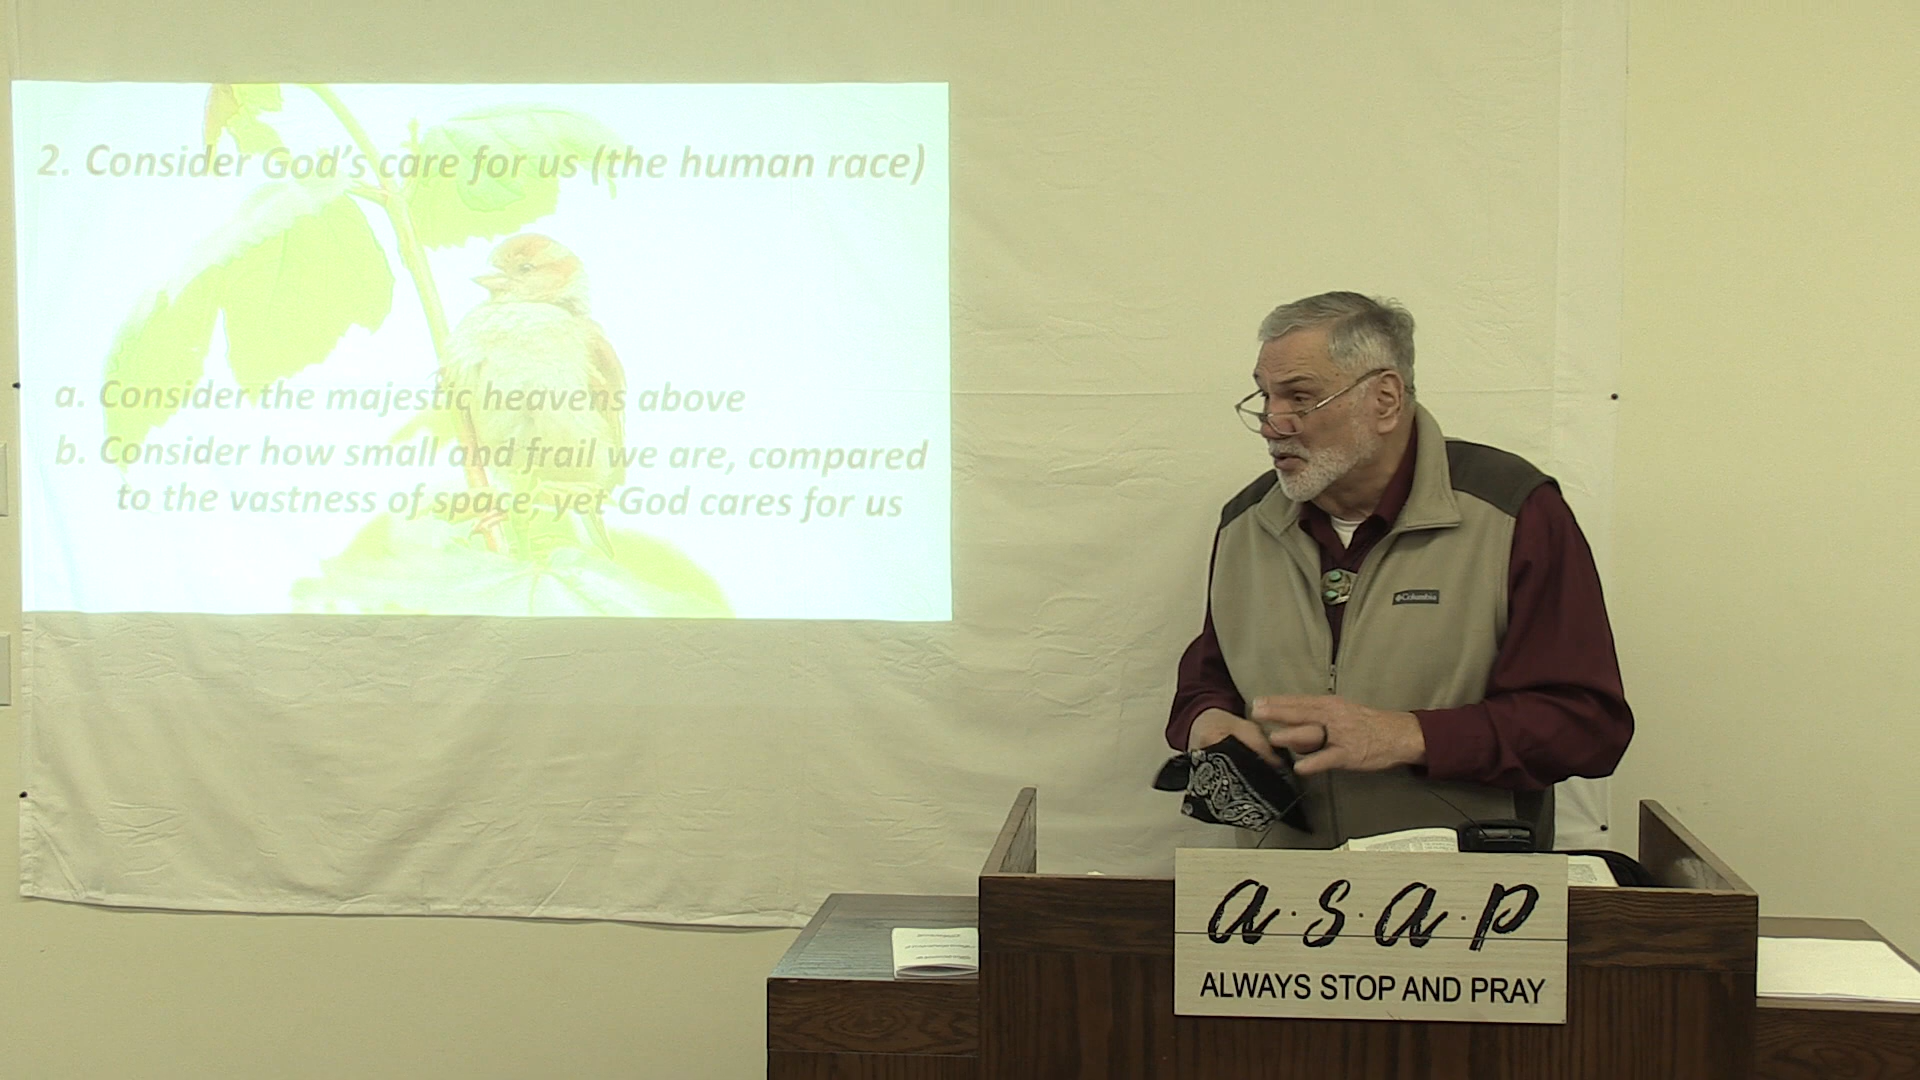 2. Consider God's care for us (the human race)
a. Consider the majestic heavens above
b. Consider how small and frail we are, compared
to the vastness of space, yet God cares for us
Columbia
a.s.a.p
ALWAYS STOP AND PRAY